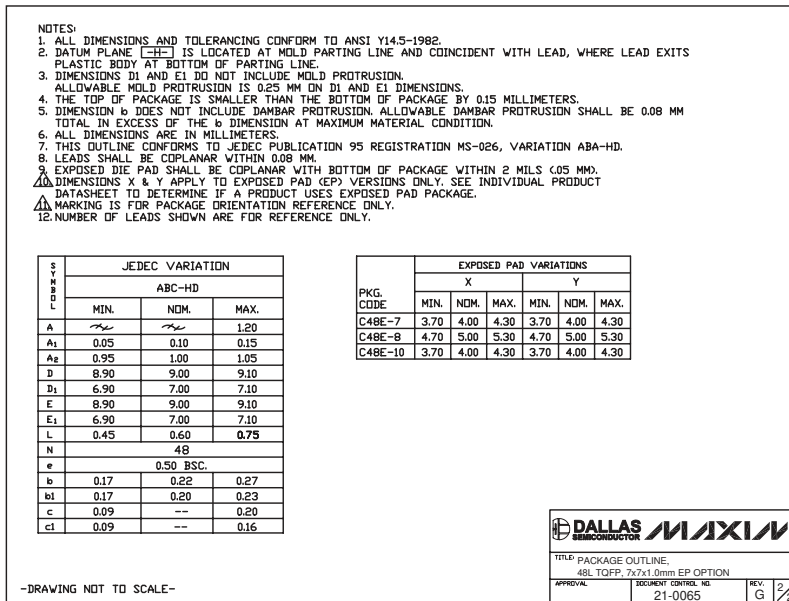 NOTES:
1. ALL DIMENSIONS AND TOLERANCING CONFORM TO ANSI Y14.5-1982.
2. DATUM PLANE -H- IS LOCATED AT MOLD PARTING LINE AND COINCIDENT WITH LEAD, WHERE LEAD EXITS
PLASTIC BODY AT BOTTOM OF PARTING LINE.
3. DIMENSIONS D1 AND E1 DO NOT INCLUDE MOLD PROTRUSION.
ALLOWABLE MOLD PROTRUSION IS 0.25 MM ON D1 AND E1 DIMENSIONS.
4. THE TOP OF PACKAGE IS SMALLER THAN THE BOTTOM OF PACKAGE BY 0.15 MILLIMETERS.
5. DIMENSION b DOES NOT INCLUDE DAMBAR PROTRUSION. ALLOWABLE DAMBAR PROTRUSION SHALL BE 0.08 MM
TOTAL IN EXCESS OF THE b DIMENSION AT MAXIMUM MATERIAL CONDITION.
6. ALL DIMENSIONS ARE IN MILLIMETERS.
7. THIS OUTLINE CONFORMS TO JEDEC PUBLICATION 95 REGISTRATION MS-026, VARIATION ABA-HD.
8. LEADS SHALL BE COPLANAR WITHIN 0.08 MM.
9. EXPOSED DIE PAD SHALL BE COPLANAR WITH BOTTOM OF PACKAGE WITHIN 2 MILS (.05 MM).
10. DIMENSIONS X & Y APPLY TO EXPOSED PAD (EP) VERSIONS ONLY. SEE INDIVIDUAL PRODUCT
DATASHEET TO DETERMINE IF A PRODUCT USES EXPOSED PAD PACKAGE.
11. MARKING IS FOR PACKAGE ORIENTATION REFERENCE ONLY.
12. NUMBER OF LEADS SHOWN ARE FOR REFERENCE ONLY.
SYMBOL JEDEC VARIATION
ABC-HD
MIN. NOM. MAX.
A 1.20
A1 0.05 0.10 0.15
A2 0.95 1.00 1.05
D 8.90 9.00 9.10
D1 6.90 7.00 7.10
E 8.90 9.00 9.10
E1 6.90 7.00 7.10
L 0.45 0.60 0.75
N 48
e 0.50 BSC.
b 0.17 0.22 0.27
b1 0.17 0.20 0.23
c 0.09 -- 0.20
c1 0.09 -- 0.16
EXPOSED PAD VARIATIONS
PKG. CODE X Y
MIN. NOM. MAX. MIN. NOM. MAX.
C48E-7 3.70 4.00 4.30 3.70 4.00 4.30
C48E-8 4.70 5.00 5.30 4.70 5.00 5.30
C48E-10 3.70 4.00 4.30 3.70 4.00 4.30
-DRAWING NOT TO SCALE-
DALLAS SEMICONDUCTOR MAXIM
TITLE: PACKAGE OUTLINE,
48L TQFP, 7x7x1.0mm EP OPTION
APPROVAL DOCUMENT CONTROL NO. REV.
21-0065 G 2/2